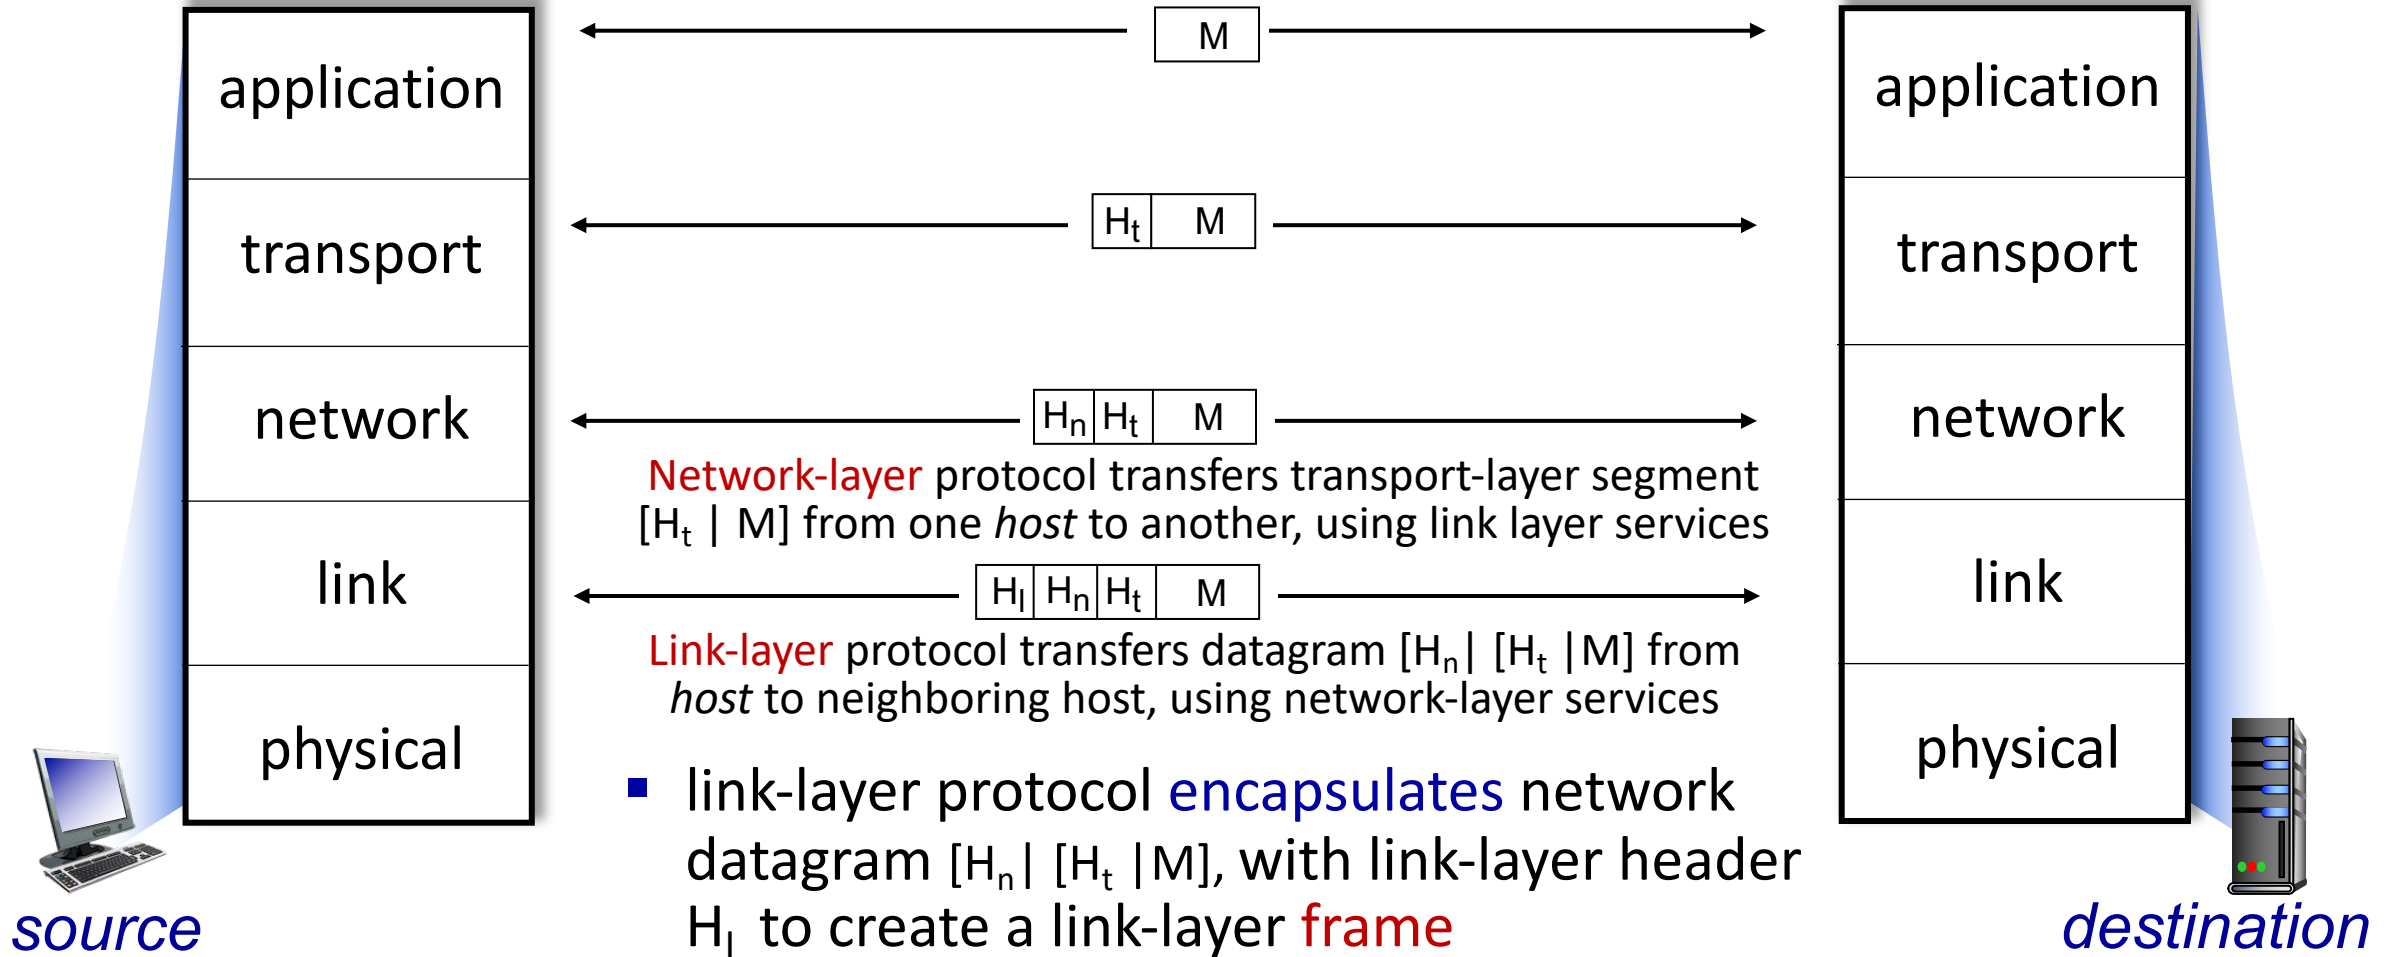 M
application
application
Hₜ M
transport
transport
Hₙ Hₜ M
network
network
Network-layer protocol transfers transport-layer segment
[Hₜ | M] from one host to another, using link layer services
link
Hₗ Hₙ Hₜ M
link
Link-layer protocol transfers datagram [Hₙ| [Hₜ |M] from
host to neighboring host, using network-layer services
physical
physical
▪ link-layer protocol encapsulates network
datagram [Hₙ| [Hₜ |M], with link-layer header
Hₗ to create a link-layer frame
source
destination